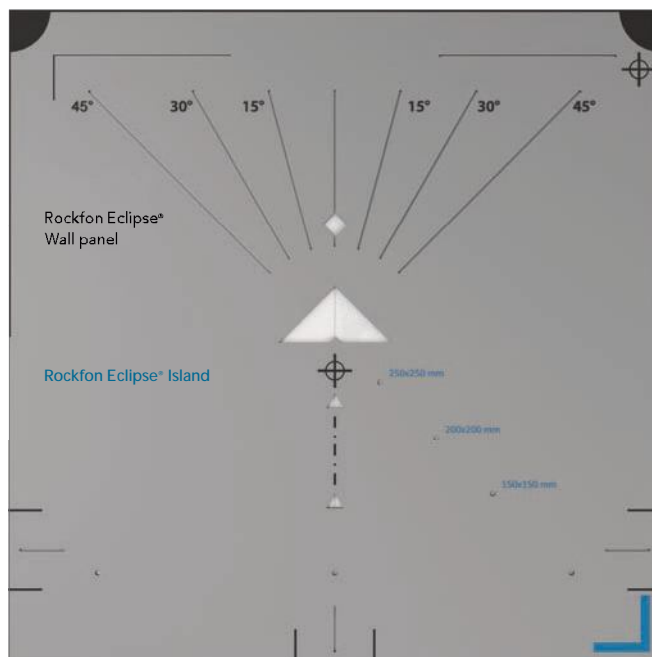 45° 30° 15° 15° 30° 45°
Rockfon Eclipse®
Wall panel
Rockfon Eclipse® Island
250x250 mm
200x200 mm
150x150 mm